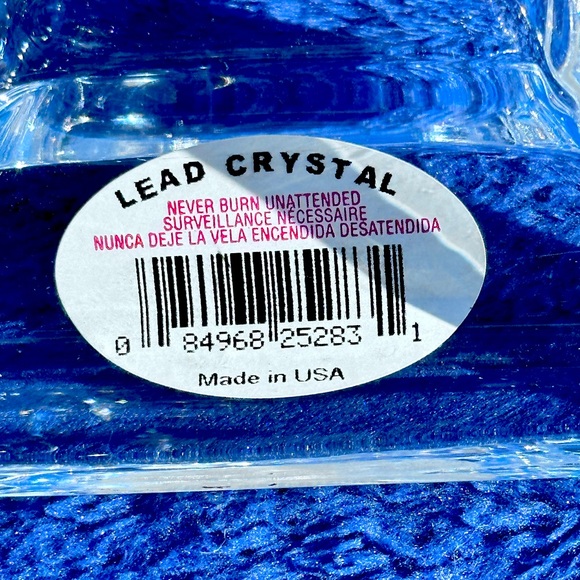 LEAD CRYSTAL
NEVER BURN UNATTENDED
SURVEILLANCE NÉCESSAIRE
NUNCA DEJE LA VELA ENCENDIDA DESATENDIDA
0 84968 25283 1
Made in USA